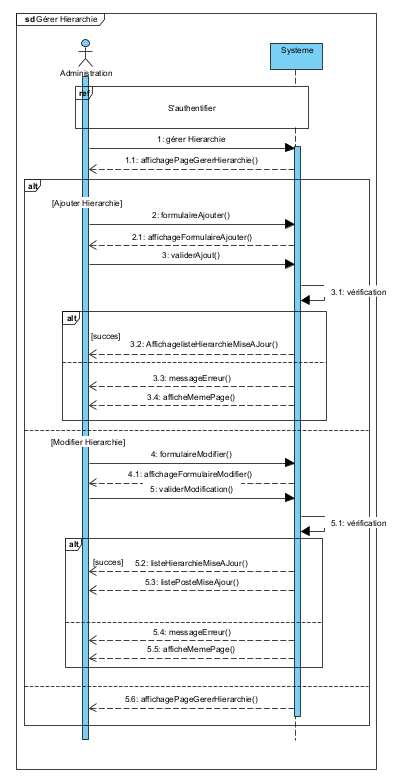 sd Gérer Hierarchie
Systeme
Administration
ref
S'authentifier
1: gérer Hierarchie
1.1: affichagePageGererHierarchie()
alt
[Ajouter Hierarchie]
2: formulaireAjouter()
2.1: affichageFormulaireAjouter()
3: validerAjout()
3.1: vérification
alt
[succes]
3.2: AffichagelisteHierarchieMiseAJour()
3.3: messageErreur()
3.4: afficheMemePage()
[Modifier Hierarchie]
4: formulaireModifier()
4.1: affichageFormulaireModifier()
5: validerModification()
5.1: vérification
alt
[succes] 5.2: listeHierarchieMiseAJour()
5.3: listePosteMiseAjour()
5.4: messageErreur()
5.5: afficheMemePage()
5.6: affichagePageGererHierarchie()